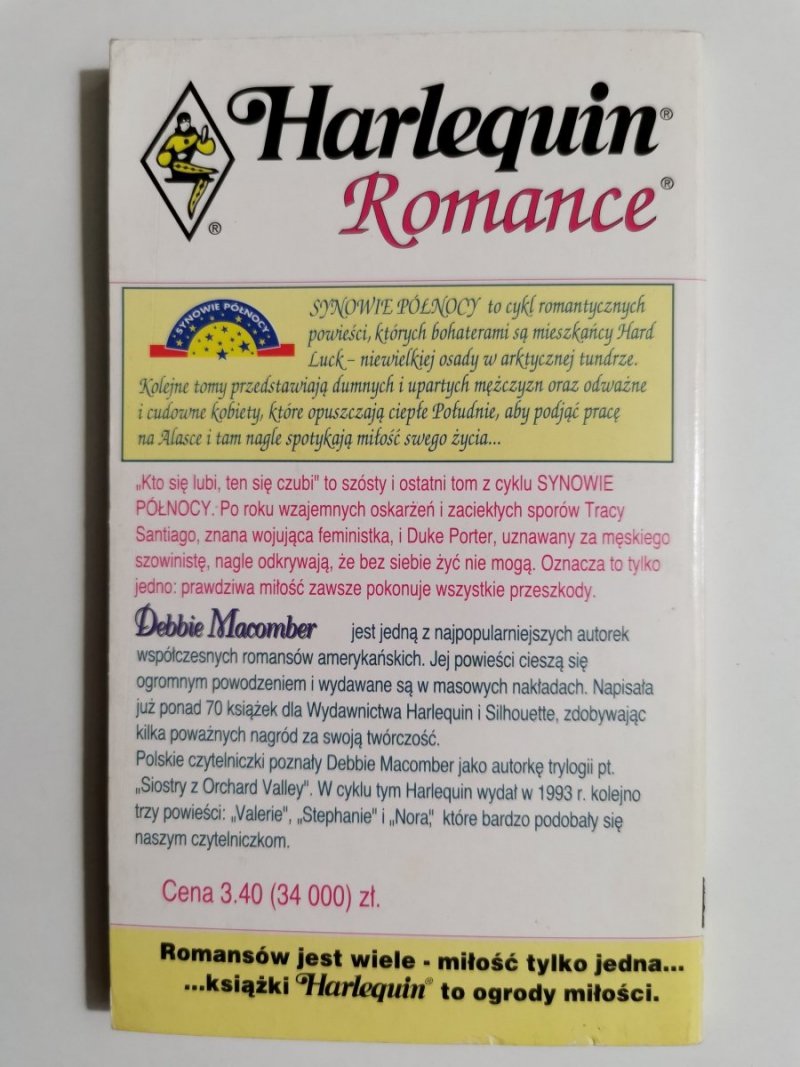 Harlequin®
Romance®
®
SYNOWIE PÓŁNOCY
SYNOWIE PÓŁNOCY to cykl romantycznych
powieści, których bohaterami są mieszkańcy Hard
Luck – niewielkiej osady w arktycznej tundrze.
Kolejne tomy przedstawiają dumnych i upartych mężczyzn oraz odważne
i cudowne kobiety, które opuszczają ciepłe Południe, aby podjąć pracę
na Alasce i tam nagle spotykają miłość swego życia...
„Kto się lubi, ten się czubi" to szósty i ostatni tom z cyklu SYNOWIE
PÓŁNOCY. Po roku wzajemnych oskarżeń i zaciekłych sporów Tracy
Santiago, znana wojująca feministka, i Duke Porter, uznawany za męskiego
szowinistę, nagle odkrywają, że bez siebie żyć nie mogą. Oznacza to tylko
jedno: prawdziwa miłość zawsze pokonuje wszystkie przeszkody.
Debbie Macomber jest jedną z najpopularniejszych autorek
współczesnych romansów amerykańskich. Jej powieści cieszą się
ogromnym powodzeniem i wydawane są w masowych nakładach. Napisała
już ponad 70 książek dla Wydawnictwa Harlequin i Silhouette, zdobywając
kilka poważnych nagród za swoją twórczość.
Polskie czytelniczki poznały Debbie Macomber jako autorkę trylogii pt.
„Siostry z Orchard Valley". W cyklu tym Harlequin wydał w 1993 r. kolejno
trzy powieści: „Valerie", „Stephanie" i „Nora," które bardzo podobały się
naszym czytelniczkom.
Cena 3.40 (34 000) zł.
Romansów jest wiele - miłość tylko jedna...
...książki Harlequin® to ogrody miłości.